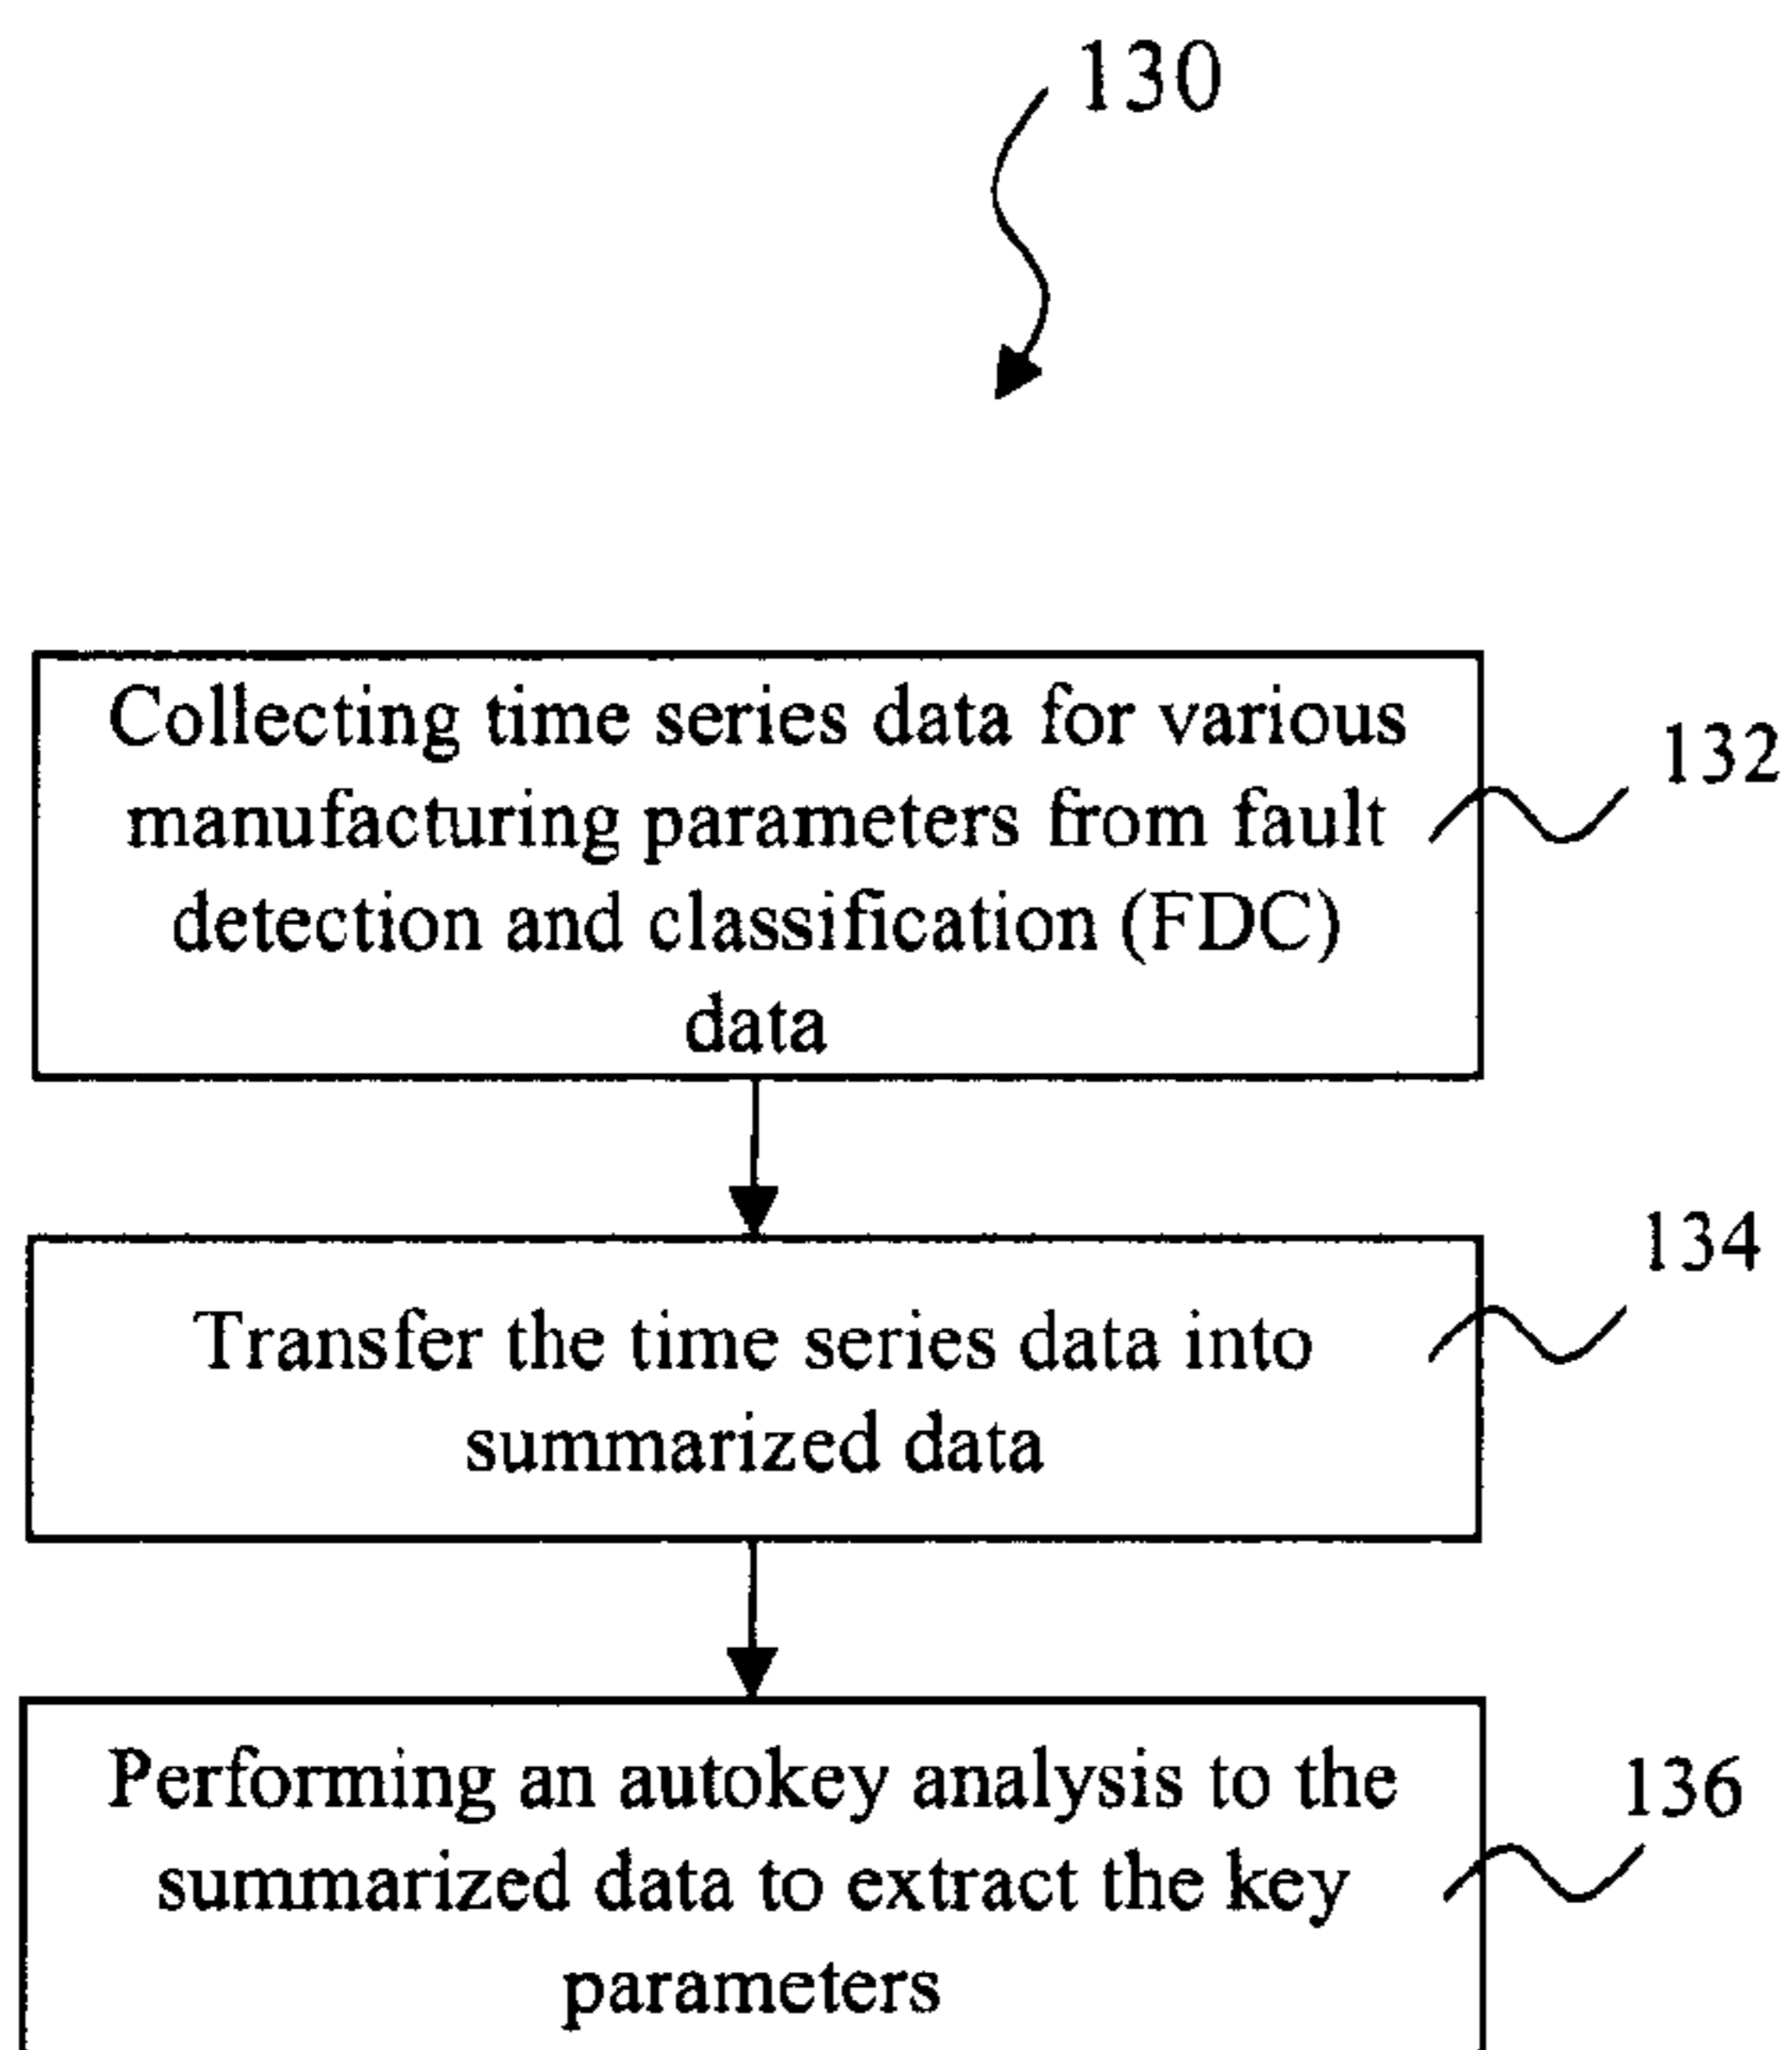 130
Collecting time series data for various
manufacturing parameters from fault
detection and classification (FDC)
data
132
Transfer the time series data into
summarized data
134
Performing an autokey analysis to the
summarized data to extract the key
parameters
136